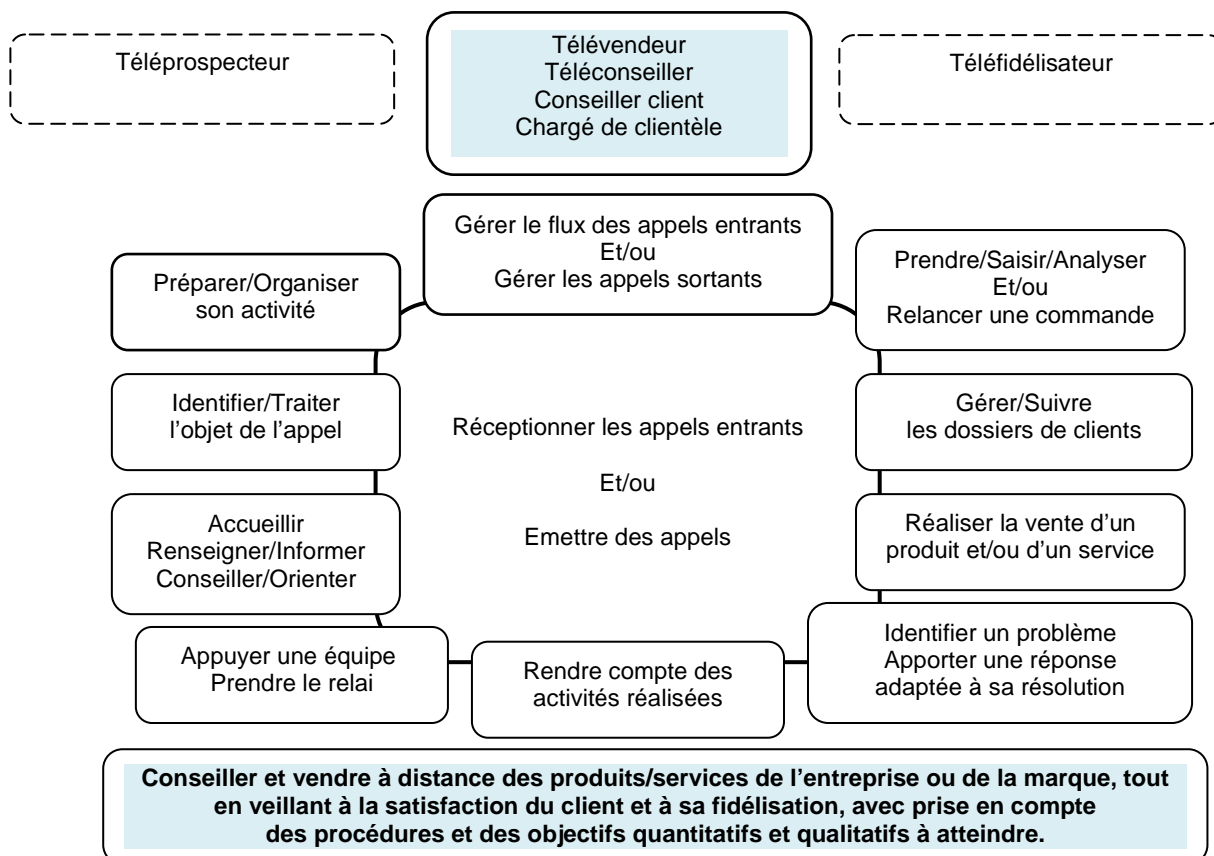 Téléprospecteur
Télévendeur
Téléconseiller
Conseiller client
Chargé de clientèle
Téléfidélisateur
Gérer le flux des appels entrants
Et/ou
Gérer les appels sortants
Préparer/Organiser
son activité
Prendre/Saisir/Analyser
Et/ou
Relancer une commande
Identifier/Traiter
l’objet de l’appel
Réceptionner les appels entrants
Et/ou
Emettre des appels
Gérer/Suivre
les dossiers de clients
Accueillir
Renseigner/Informer
Conseiller/Orienter
Réaliser la vente d’un
produit et/ou d’un service
Appuyer une équipe
Prendre le relai
Rendre compte des
activités réalisées
Identifier un problème
Apporter une réponse
adaptée à sa résolution
Conseiller et vendre à distance des produits/services de l’entreprise ou de la marque, tout
en veillant à la satisfaction du client et à sa fidélisation, avec prise en compte
des procédures et des objectifs quantitatifs et qualitatifs à atteindre.